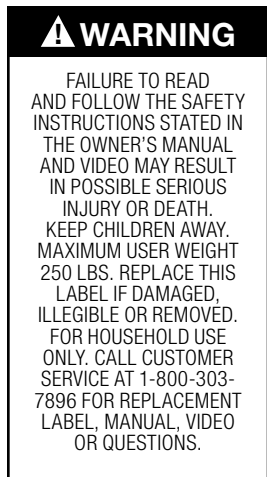 WARNING
FAILURE TO READ
AND FOLLOW THE SAFETY
INSTRUCTIONS STATED IN
THE OWNER'S MANUAL
AND VIDEO MAY RESULT
IN POSSIBLE SERIOUS
INJURY OR DEATH.
KEEP CHILDREN AWAY.
MAXIMUM USER WEIGHT
250 LBS. REPLACE THIS
LABEL IF DAMAGED,
ILLEGIBLE OR REMOVED.
FOR HOUSEHOLD USE
ONLY. CALL CUSTOMER
SERVICE AT 1-800-303-
7896 FOR REPLACEMENT
LABEL, MANUAL, VIDEO
OR QUESTIONS.